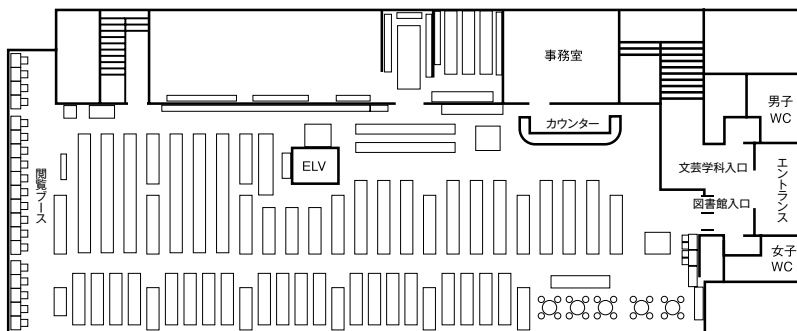 事務室
カウンター
男子
WC
ELV
文芸学科入口
エントランス
閲覧ブース
図書館入口
女子
WC